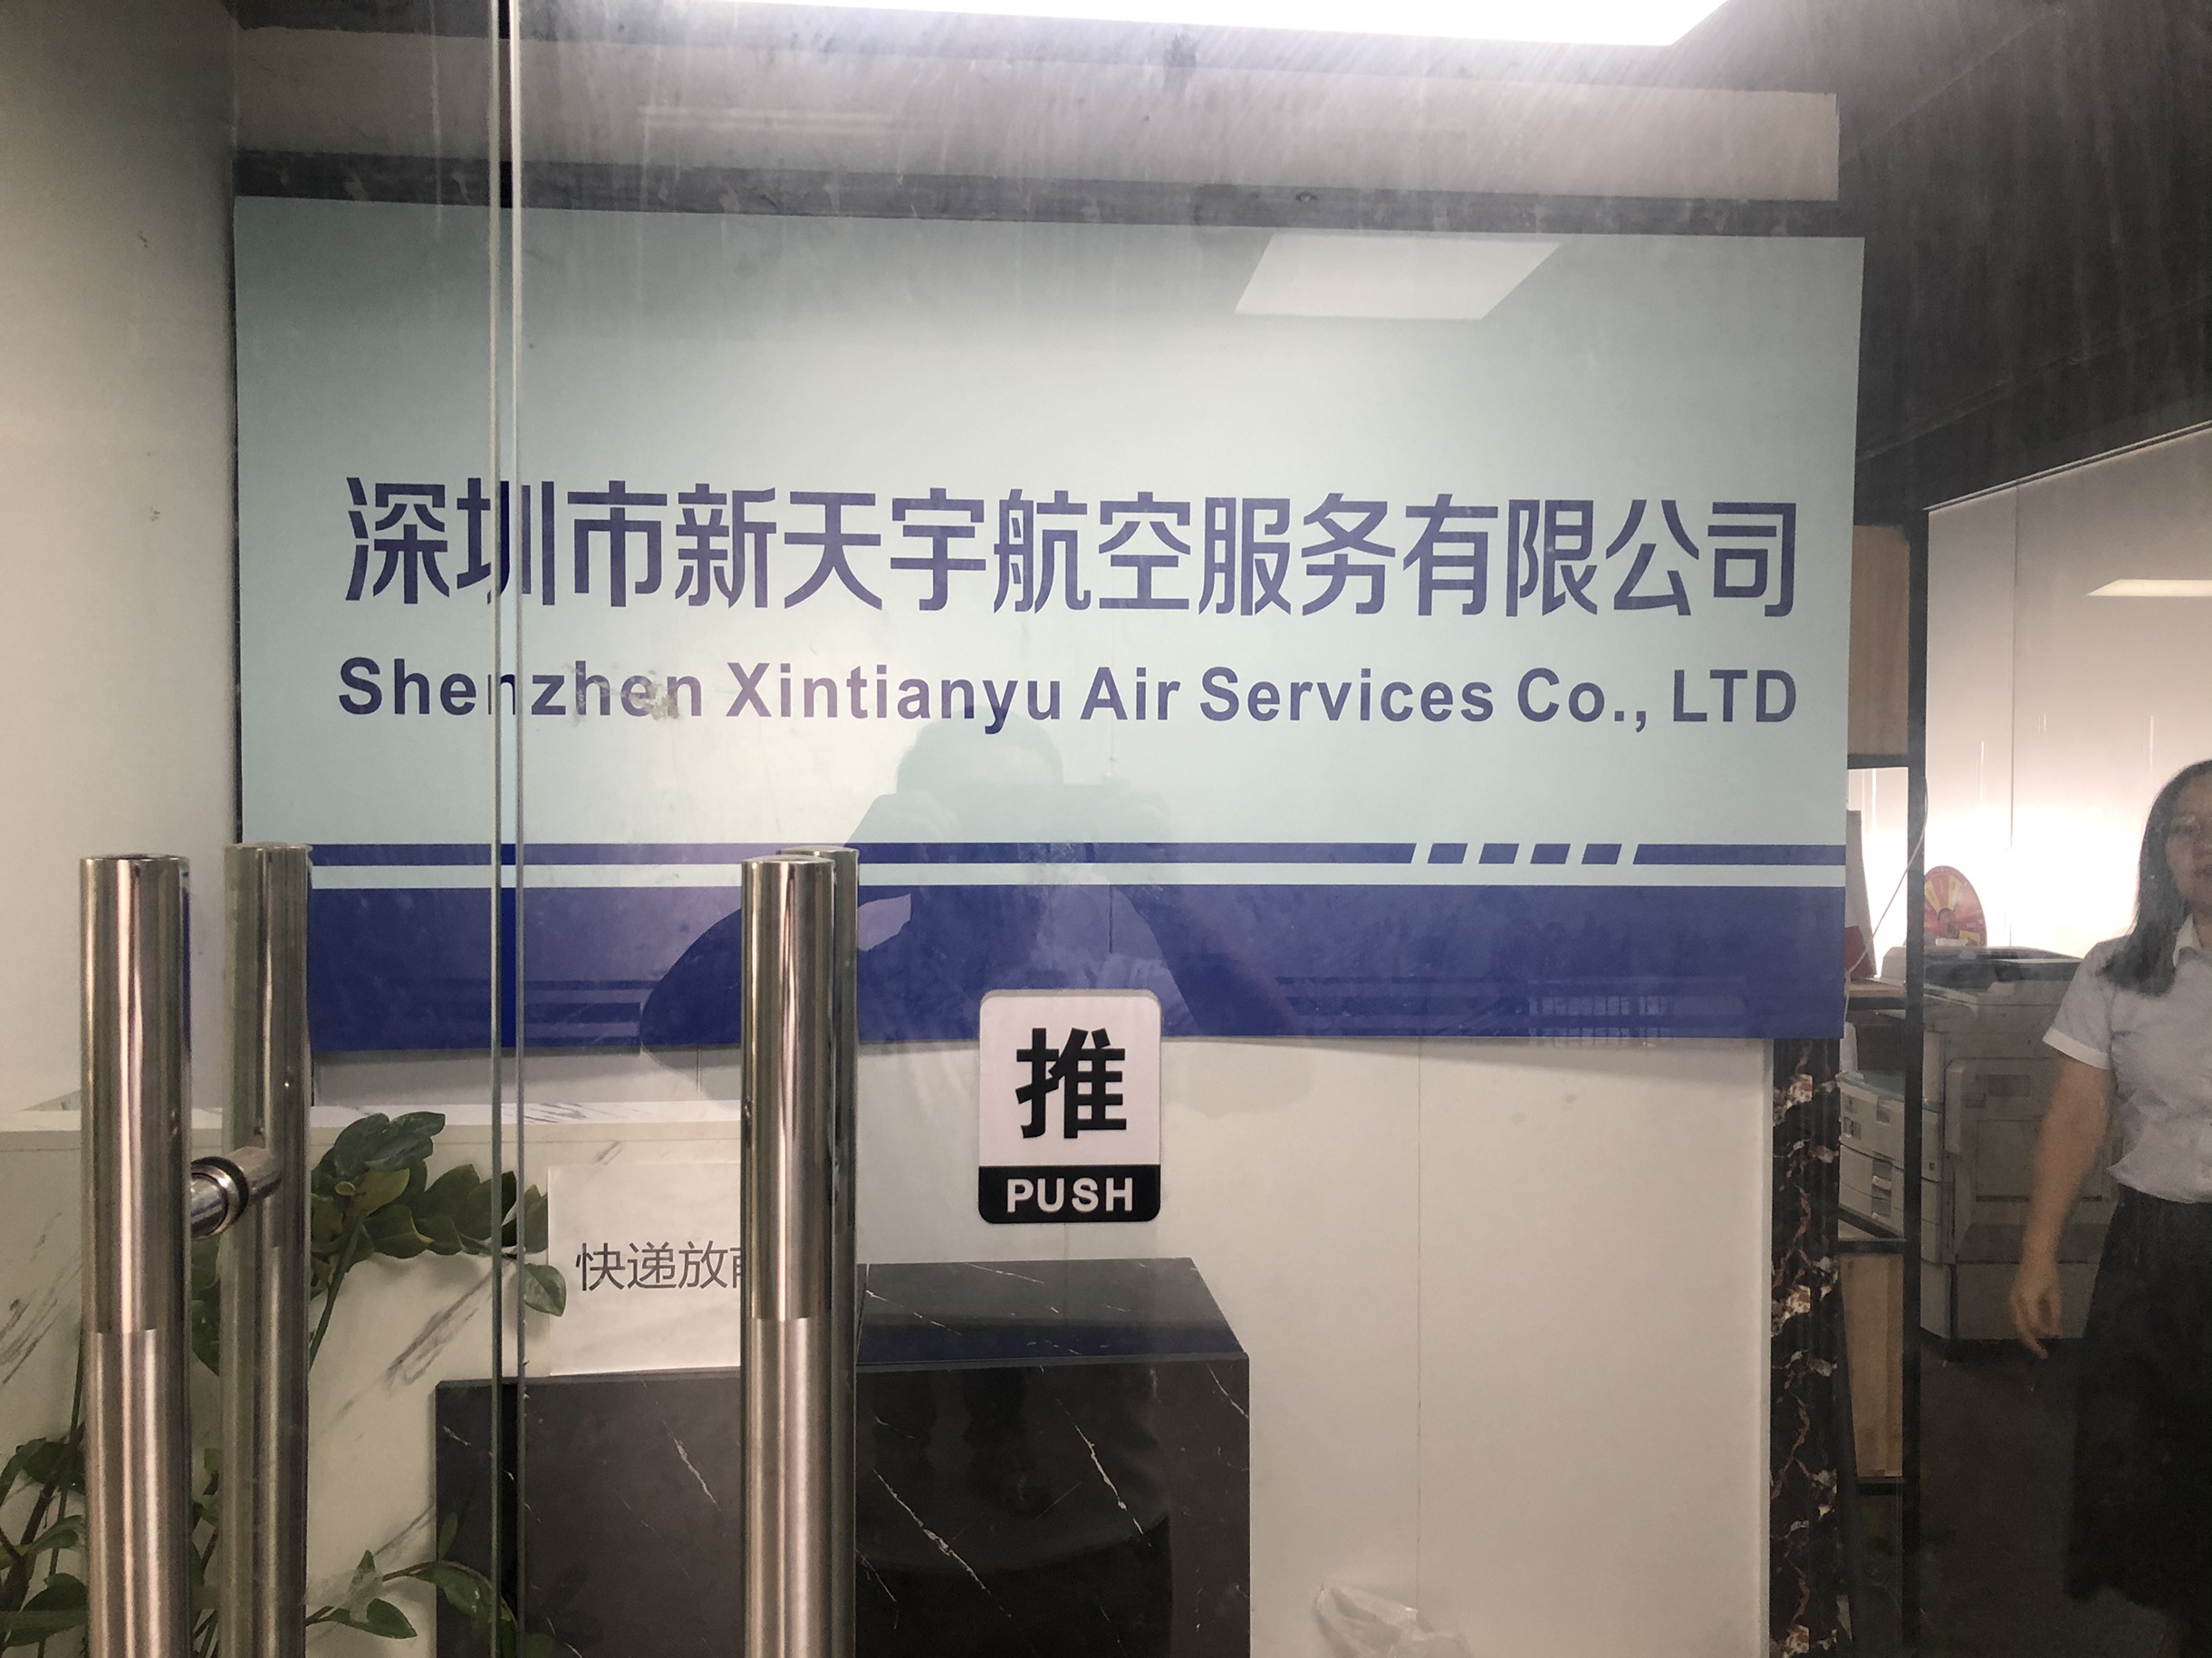 深圳市新天宇航空服务有限公司
Shenzhen Xintianyu Air Services Co., LTD
推
PUSH
快递放